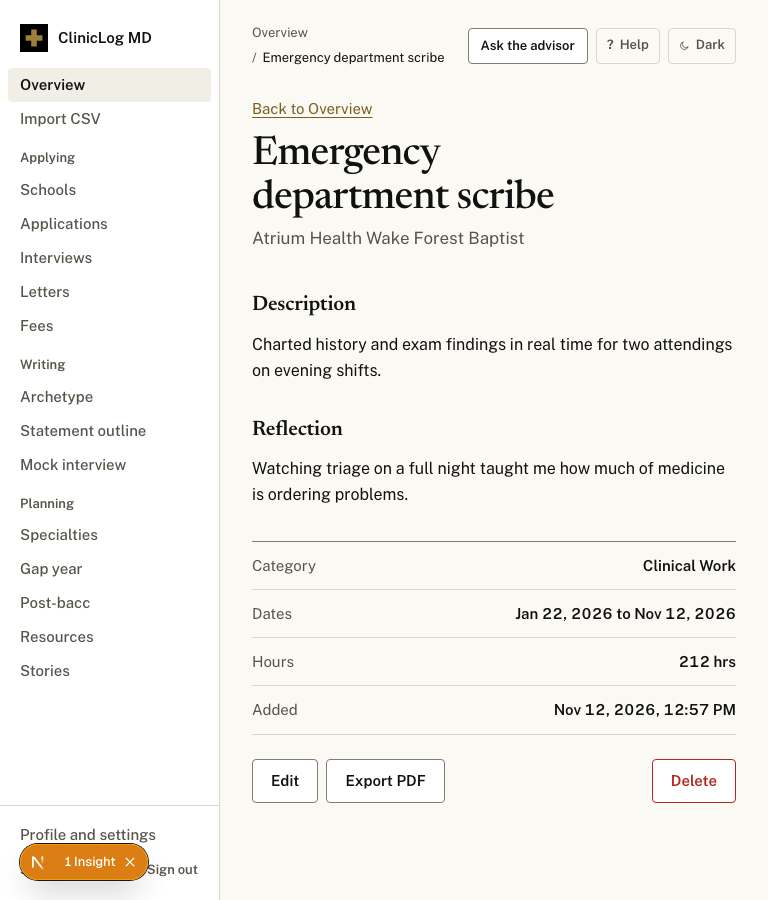 ClinicLog MD
Overview
Import CSV
Applying
Schools
Applications
Interviews
Letters
Fees
Writing
Archetype
Statement outline
Mock interview
Planning
Specialties
Gap year
Post-bacc
Resources
Stories
Profile and settings
1 Insight
Sign out
Overview
/ Emergency department scribe
Ask the advisor
? Help
Dark
Back to Overview
Emergency
department scribe
Atrium Health Wake Forest Baptist
Description
Charted history and exam findings in real time for two attendings
on evening shifts.
Reflection
Watching triage on a full night taught me how much of medicine
is ordering problems.
Category Clinical Work
Dates Jan 22, 2026 to Nov 12, 2026
Hours 212 hrs
Added Nov 12, 2026, 12:57 PM
Edit
Export PDF
Delete